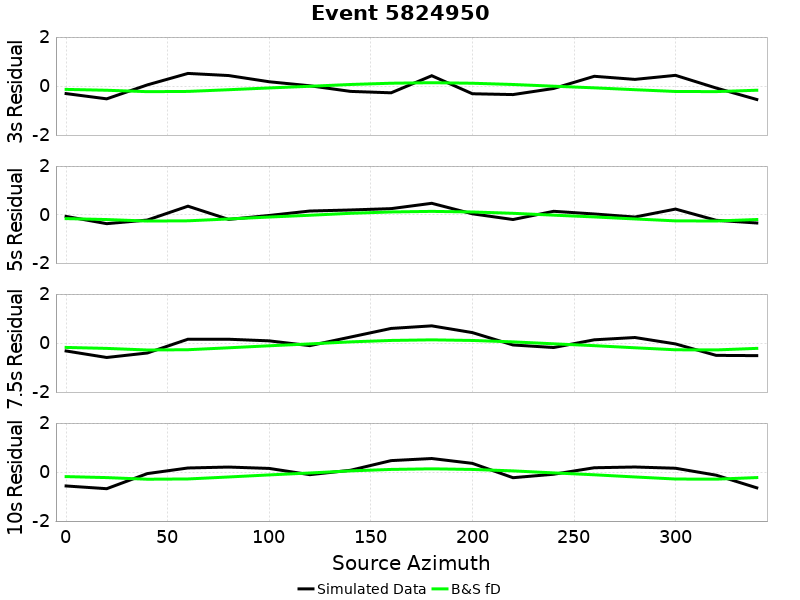 Event 5824950
3s Residual
2
0
-2
5s Residual
2
0
-2
7.5s Residual
2
0
-2
10s Residual
2
0
-2
0 50 100 150 200 250 300
Source Azimuth
Simulated Data B&S fD